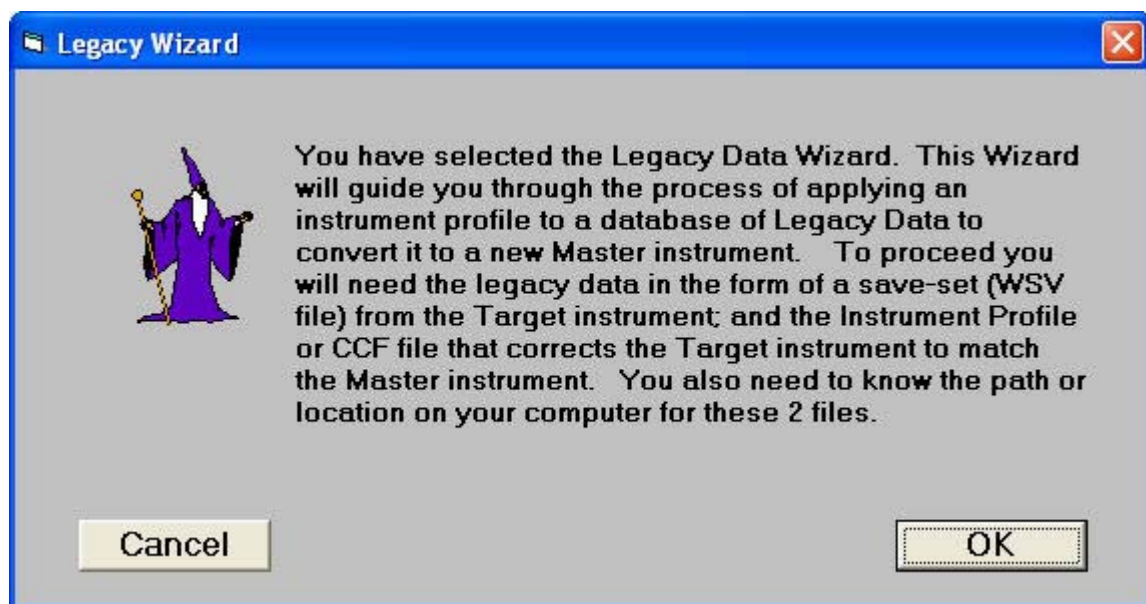 Legacy Wizard
You have selected the Legacy Data Wizard.  This Wizard
will guide you through the process of applying an
instrument profile to a database of Legacy Data to
convert it to a new Master instrument.   To proceed you
will need the legacy data in the form of a save-set (WSV
file) from the Target instrument; and the Instrument Profile
or CCF file that corrects the Target instrument to match
the Master instrument.  You also need to know the path or
location on your computer for these 2 files.
Cancel
OK